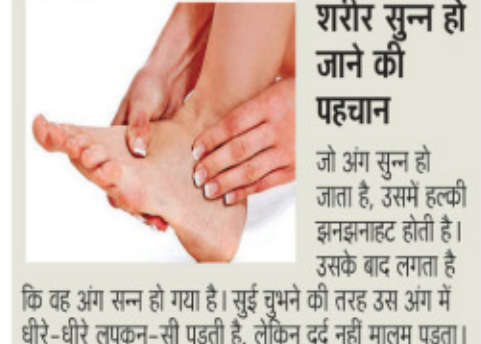 शरीर सुन्न हो
जाने की
पहचान
जो अंग सुन्न हो
जाता है, उसमें हल्की
झनझनाहट होती है।
उसके बाद लगता है
कि वह अंग सन्न हो गया है। सुई चुभने की तरह उस अंग में
धीरे-धीरे लपकन-सी पड़ती है, लेकिन दर्द नहीं मालूम पड़ता।